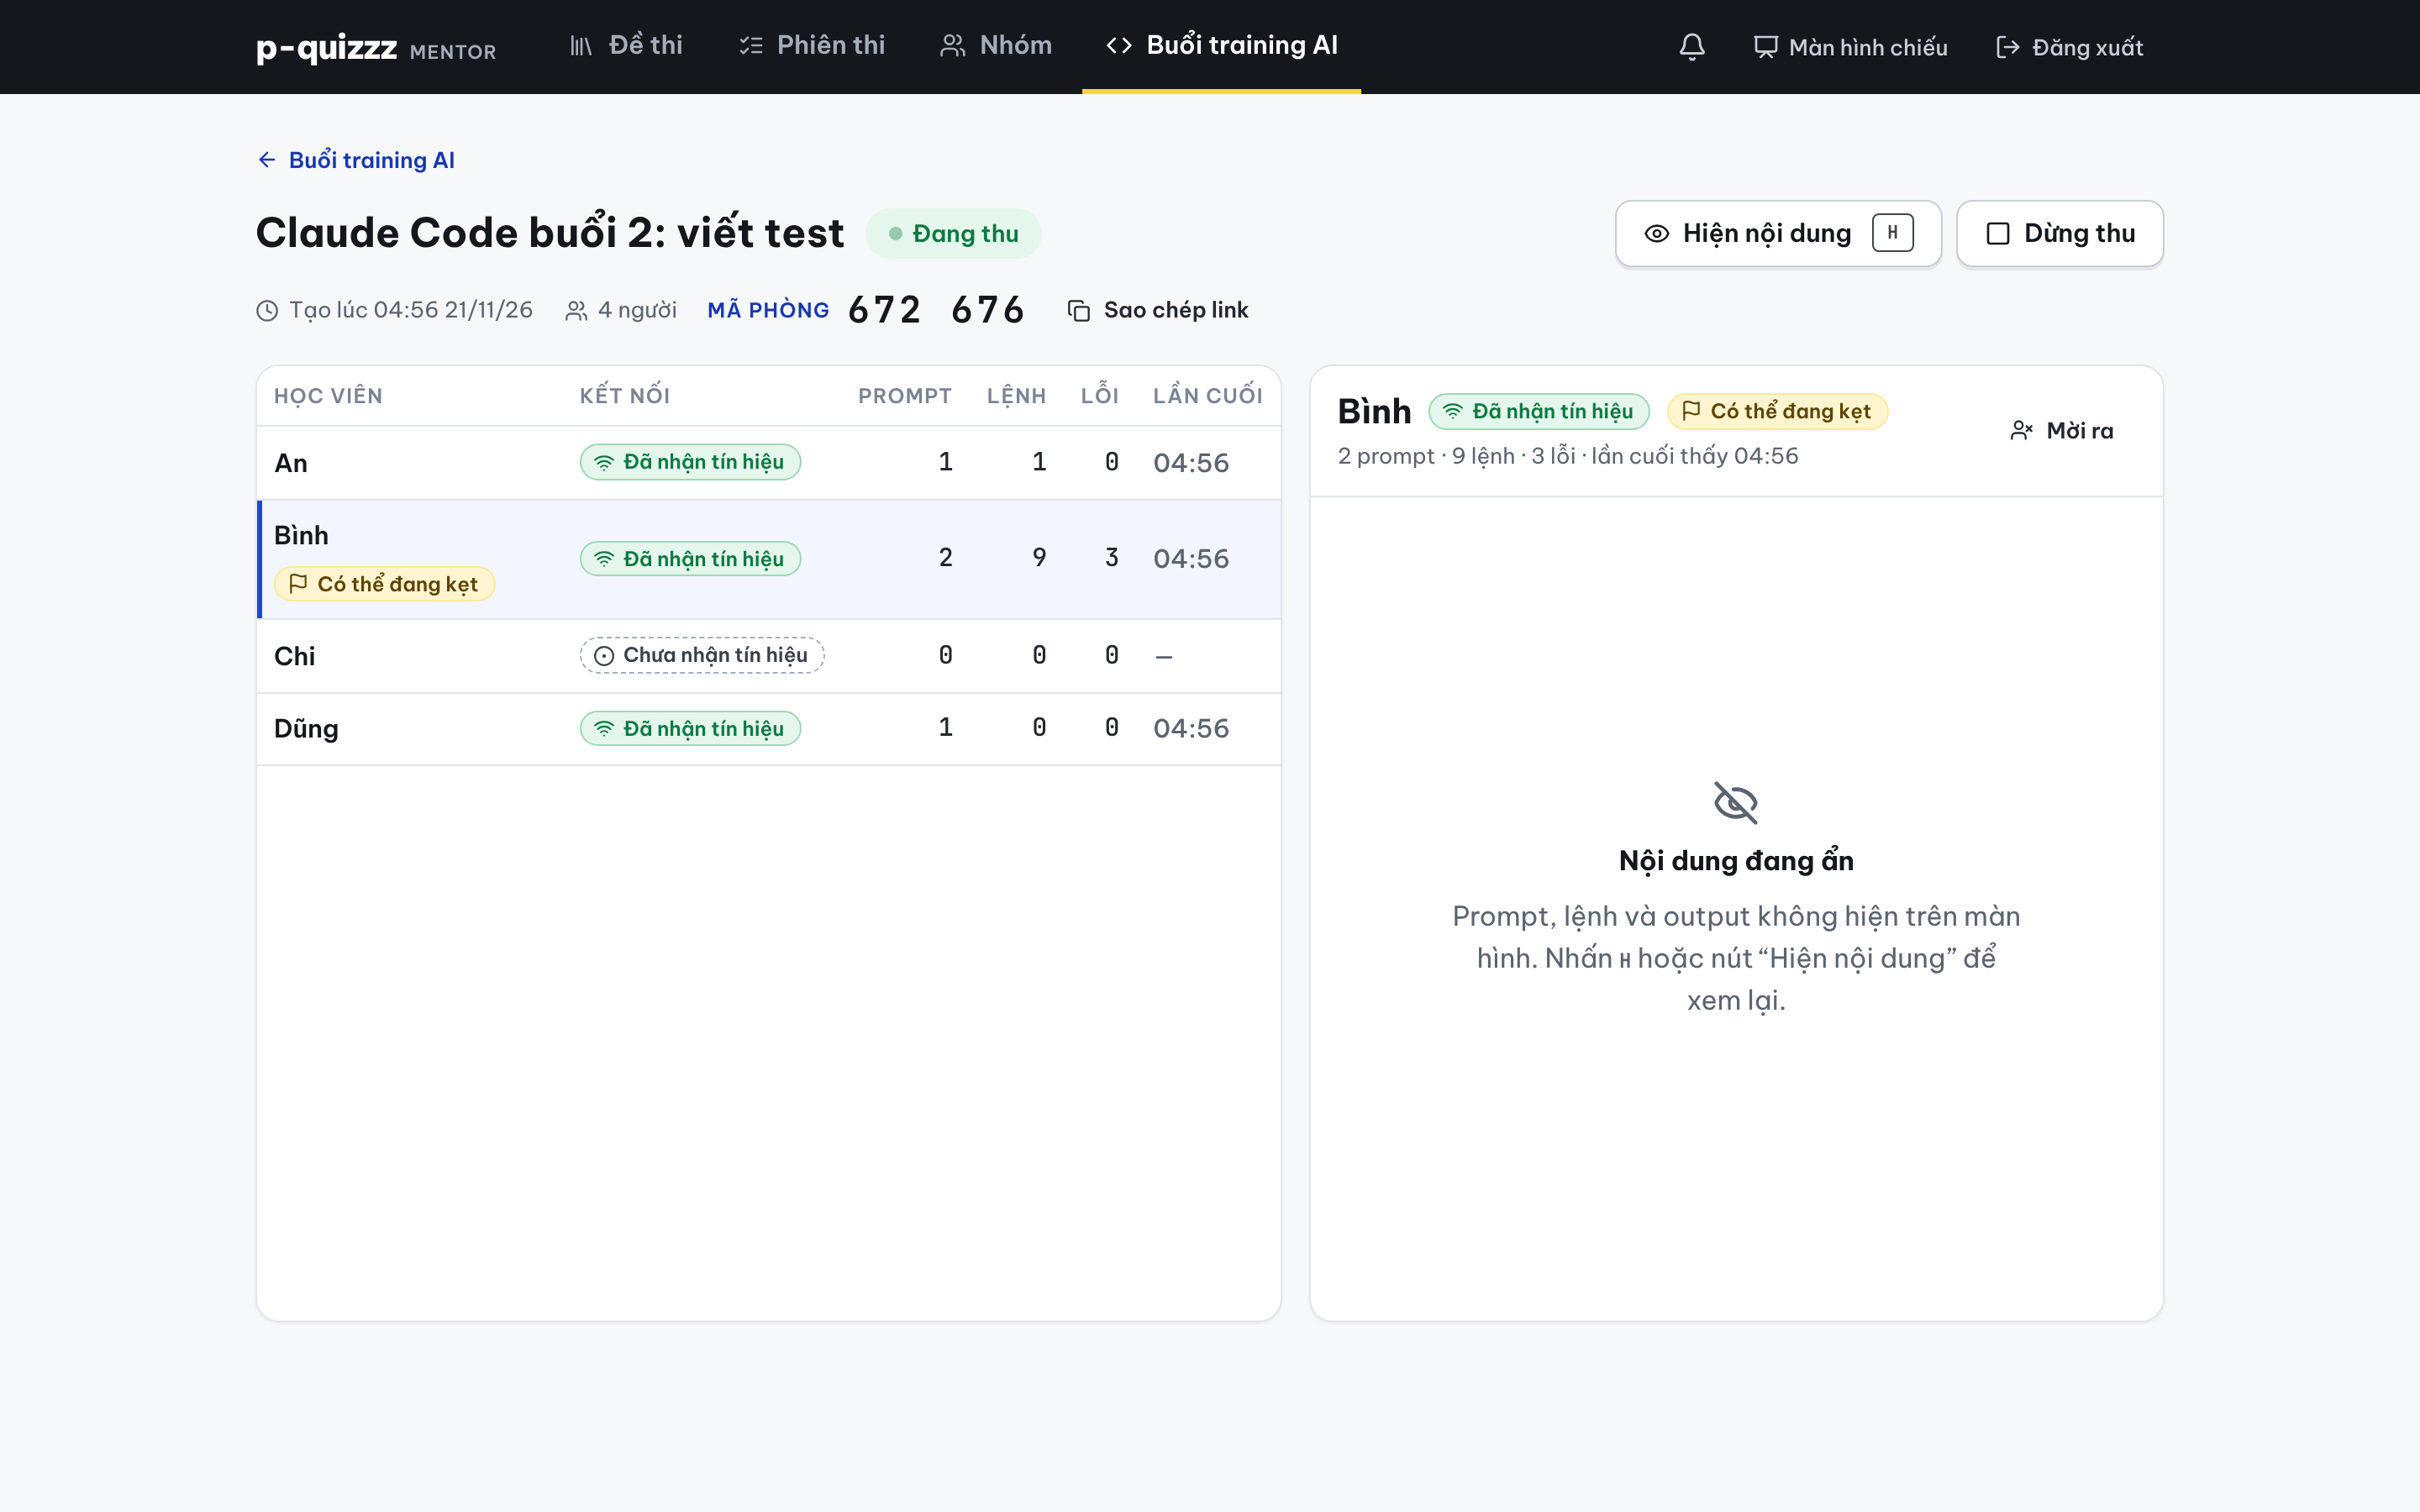 p-quizzz MENTOR Đề thi Phiên thi Nhóm Buổi training AI Màn hình chiếu Đăng xuất
Buổi training AI
Claude Code buổi 2: viết test Đang thu Hiện nội dung H Dừng thu
Tạo lúc 04:56 21/11/26 4 người MÃ PHÒNG 672 676 Sao chép link
HỌC VIÊN KẾT NỐI PROMPT LỆNH LỖI LẦN CUỐI
An Đã nhận tín hiệu 1 1 0 04:56
Bình Đã nhận tín hiệu 2 9 3 04:56
Có thể đang kẹt
Chi Chưa nhận tín hiệu 0 0 0 —
Dũng Đã nhận tín hiệu 1 0 0 04:56
Bình Đã nhận tín hiệu Có thể đang kẹt Mời ra
2 prompt · 9 lệnh · 3 lỗi · lần cuối thấy 04:56
Nội dung đang ẩn
Prompt, lệnh và output không hiện trên màn
hình. Nhấn H hoặc nút “Hiện nội dung” để
xem lại.